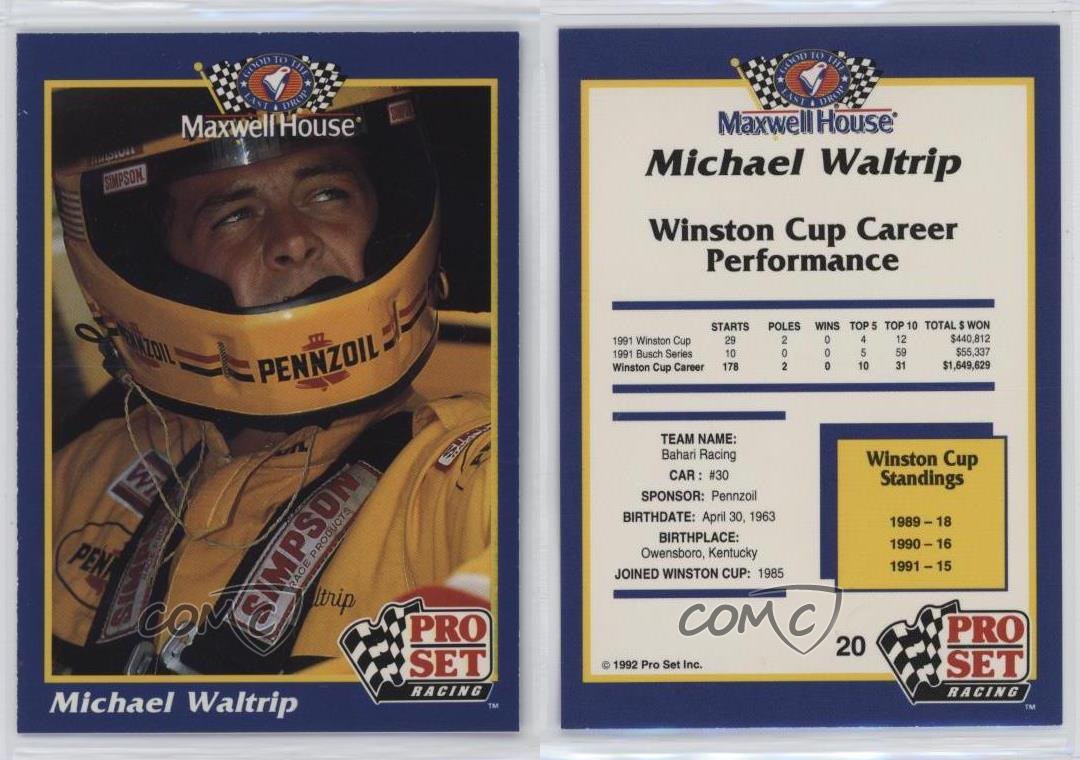 GOOD TO THE
LAST DROP
Maxwell House
SIMPSON
PENNZOIL
PENNZOIL
SIMPSON
RACE PRODUCTS
ltrip
COMC
PRO
SET
RACING
Michael Waltrip
TM
GOOD TO THE
LAST DROP
Maxwell House
Michael Waltrip
Winston Cup Career
Performance
STARTS POLES WINS TOP 5 TOP 10 TOTAL $ WON
1991 Winston Cup 29 2 0 4 12 $440,812
1991 Busch Series 10 0 0 5 59 $55,337
Winston Cup Career 178 2 0 10 31 $1,649,629
TEAM NAME:
Bahari Racing
CAR : #30
SPONSOR: Pennzoil
BIRTHDATE: April 30, 1963
BIRTHPLACE:
Owensboro, Kentucky
JOINED WINSTON CUP: 1985
Winston Cup
Standings
1989 – 18
1990 – 16
1991 – 15
COMC
© 1992 Pro Set Inc.
20
PRO
SET
RACING
TM